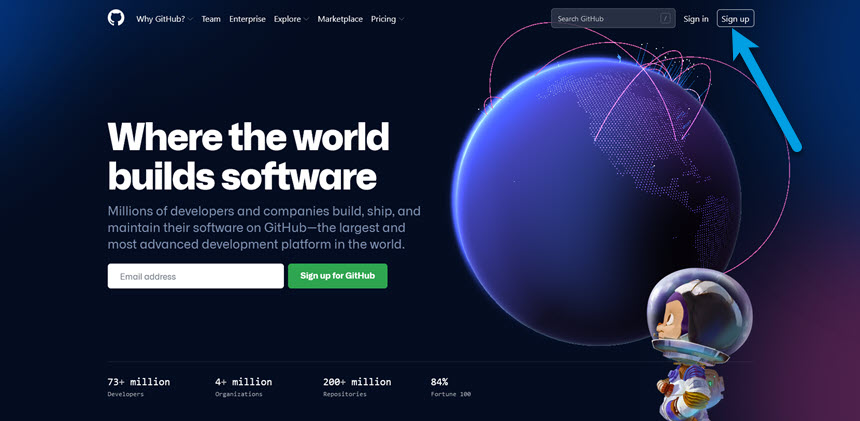 Why GitHub? Team Enterprise Explore Marketplace Pricing Search GitHub / Sign in Sign up
Where the world
builds software
Millions of developers and companies build, ship, and
maintain their software on GitHub—the largest and
most advanced development platform in the world.
Email address Sign up for GitHub
73+ million 4+ million 200+ million 84%
Developers Organizations Repositories Fortune 100